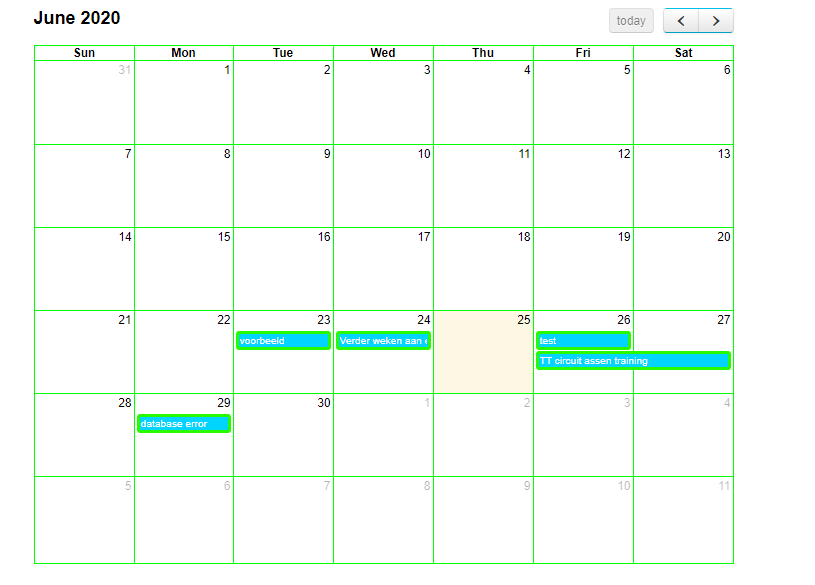 June 2020
today
Sun Mon Tue Wed Thu Fri Sat
31 1 2 3 4 5 6
7 8 9 10 11 12 13
14 15 16 17 18 19 20
21 22 23 24 25 26 27
voorbeeld Verder weken aan test
TT circuit assen training
28 29 30 1 2 3 4
database error
5 6 7 8 9 10 11